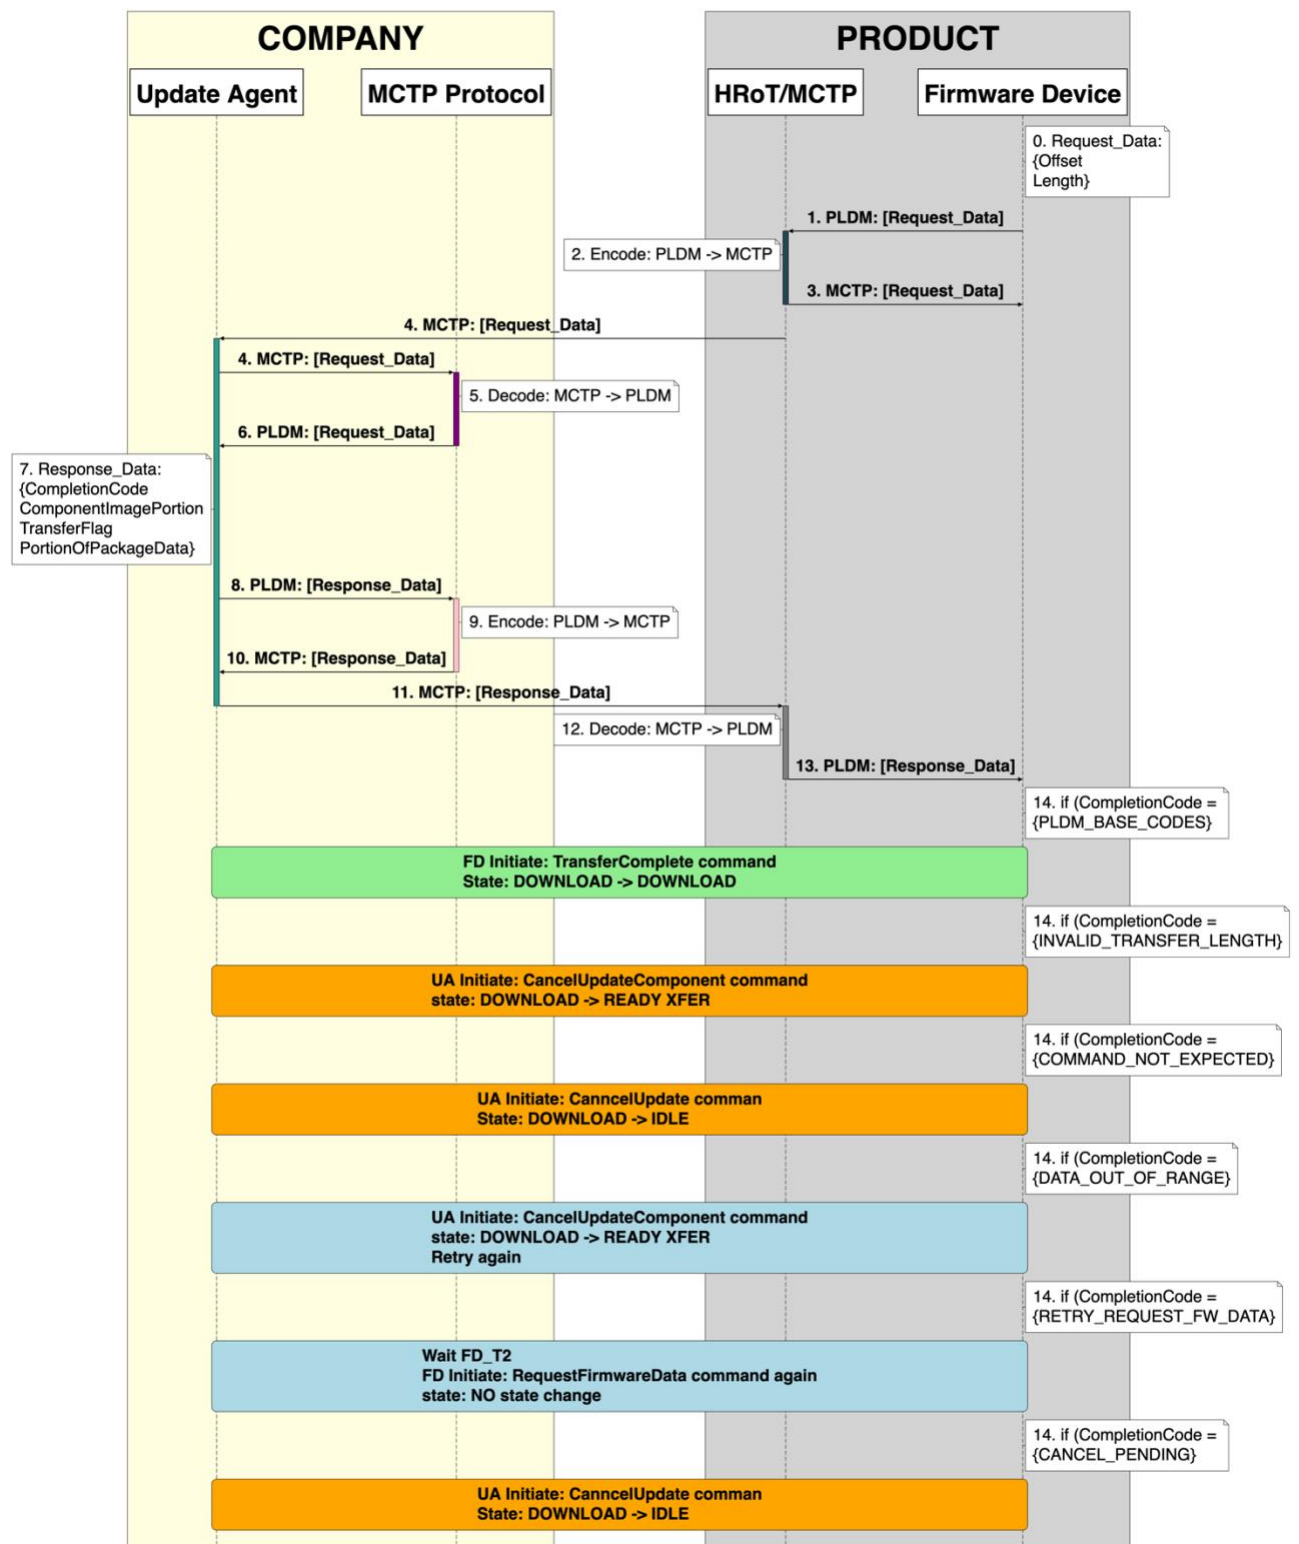 COMPANY
PRODUCT
Update Agent
MCTP Protocol
HRoT/MCTP
Firmware Device
0. Request_Data:
{Offset
Length}
1. PLDM: [Request_Data]
2. Encode: PLDM -> MCTP
3. MCTP: [Request_Data]
4. MCTP: [Request_Data]
4. MCTP: [Request_Data]
5. Decode: MCTP -> PLDM
6. PLDM: [Request_Data]
7. Response_Data:
{CompletionCode
ComponentImagePortion
TransferFlag
PortionOfPackageData}
8. PLDM: [Response_Data]
9. Encode: PLDM -> MCTP
10. MCTP: [Response_Data]
11. MCTP: [Response_Data]
12. Decode: MCTP -> PLDM
13. PLDM: [Response_Data]
14. if (CompletionCode =
{PLDM_BASE_CODES}
FD Initiate: TransferComplete command
State: DOWNLOAD -> DOWNLOAD
14. if (CompletionCode =
{INVALID_TRANSFER_LENGTH}
UA Initiate: CancelUpdateComponent command
state: DOWNLOAD -> READY XFER
14. if (CompletionCode =
{COMMAND_NOT_EXPECTED}
UA Initiate: CanncelUpdate comman
State: DOWNLOAD -> IDLE
14. if (CompletionCode =
{DATA_OUT_OF_RANGE}
UA Initiate: CancelUpdateComponent command
state: DOWNLOAD -> READY XFER
Retry again
14. if (CompletionCode =
{RETRY_REQUEST_FW_DATA}
Wait FD_T2
FD Initiate: RequestFirmwareData command again
state: NO state change
14. if (CompletionCode =
{CANCEL_PENDING}
UA Initiate: CanncelUpdate comman
State: DOWNLOAD -> IDLE